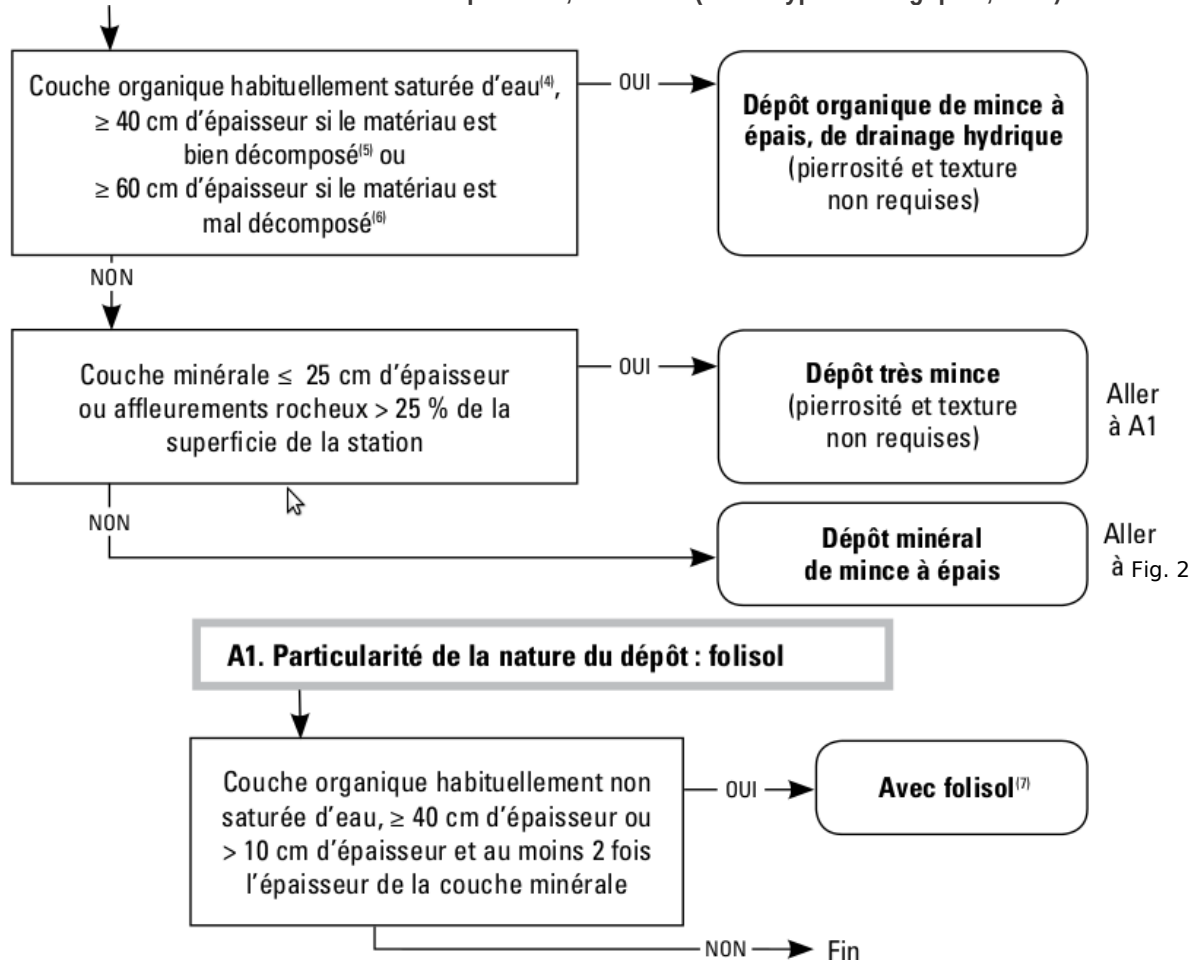 Couche organique habituellement saturée d'eau(4),
≥ 40 cm d'épaisseur si le matériau est
bien décomposé(5) ou
≥ 60 cm d'épaisseur si le matériau est
mal décomposé(6)
OUI
Dépôt organique de mince à
épais, de drainage hydrique
(pierrosité et texture
non requises)
NON
Couche minérale ≤ 25 cm d'épaisseur
ou affleurements rocheux > 25 % de la
superficie de la station
OUI
Dépôt très mince
(pierrosité et texture
non requises)
Aller
à A1
NON
Dépôt minéral
de mince à épais
Aller
à Fig. 2
A1. Particularité de la nature du dépôt : folisol
Couche organique habituellement non
saturée d'eau, ≥ 40 cm d'épaisseur ou
> 10 cm d'épaisseur et au moins 2 fois
l'épaisseur de la couche minérale
OUI
Avec folisol(7)
NON
Fin